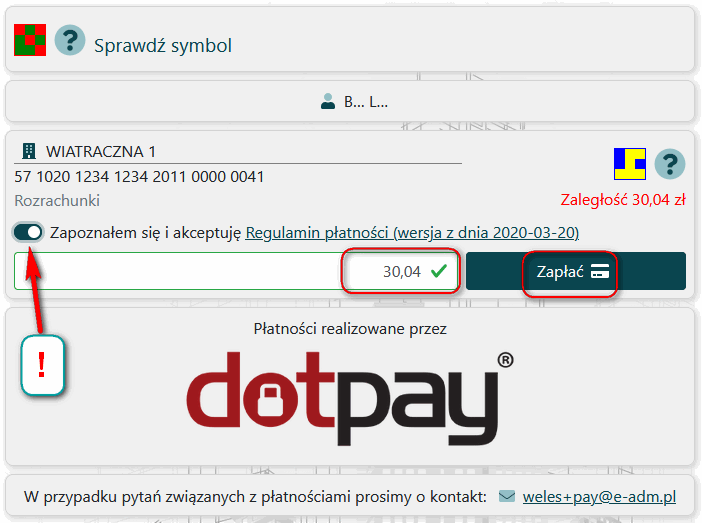 ? Sprawdź symbol
B... L...
WIATRACZNA 1
57 1020 1234 1234 2011 0000 0041
?
Rozrachunki
Zaległość 30,04 zł
Zapoznałem się i akceptuję Regulamin płatności (wersja z dnia 2020-03-20)
30,04
Zapłać
!
Płatności realizowane przez
dotpay®
W przypadku pytań związanych z płatnościami prosimy o kontakt: weles+pay@e-adm.pl